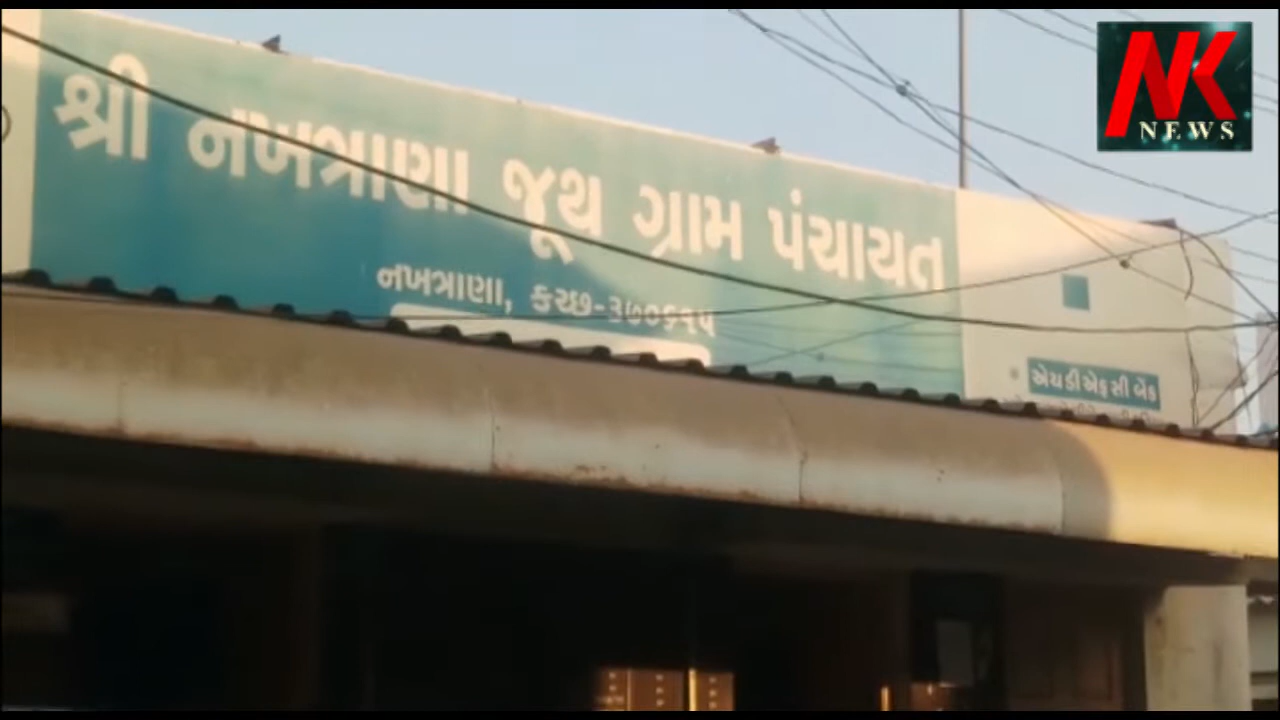 શ્રી નખત્રાણા જૂથ ગ્રામ પંચાયત
નખત્રાણા, કચ્છ-૩૭૦૬૧૫
એચડીએફસી બેંક
NK
NEWS